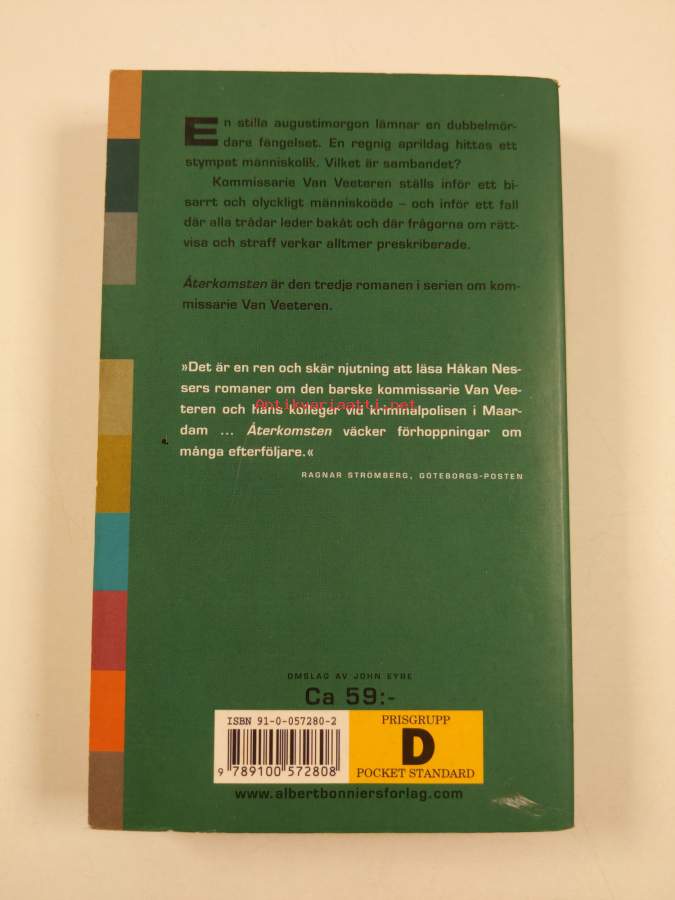 En stilla augustimorgon lämnar en dubbelmör-
dare fängelset. En regnig aprildag hittas ett
stympat människolik. Vilket är sambandet?
Kommissarie Van Veeteren ställs inför ett bi-
sarrt och olyckligt människoöde – och inför ett fall
där alla trådar leder bakåt och där frågorna om rätt-
visa och straff verkar alltmer preskriberade.
Återkomsten är den tredje romanen i serien om kom-
missarie Van Veeteren.
»Det är en ren och skär njutning att läsa Håkan Nes-
sers romaner om den barske kommissarie Van Vee-
teren och hans kolleger vid kriminalpolisen i Maar-
dam ... Återkomsten väcker förhoppningar om
många efterföljare.«
Antikvariaatti.net
RAGNAR STRÖMBERG, GÖTEBORGS-POSTEN
OMSLAG AV JOHN EYRE
Ca 59:-
ISBN 91-0-057280-2
9 789100 572808
PRISGRUPP
D
POCKET STANDARD
www.albertbonniersforlag.com